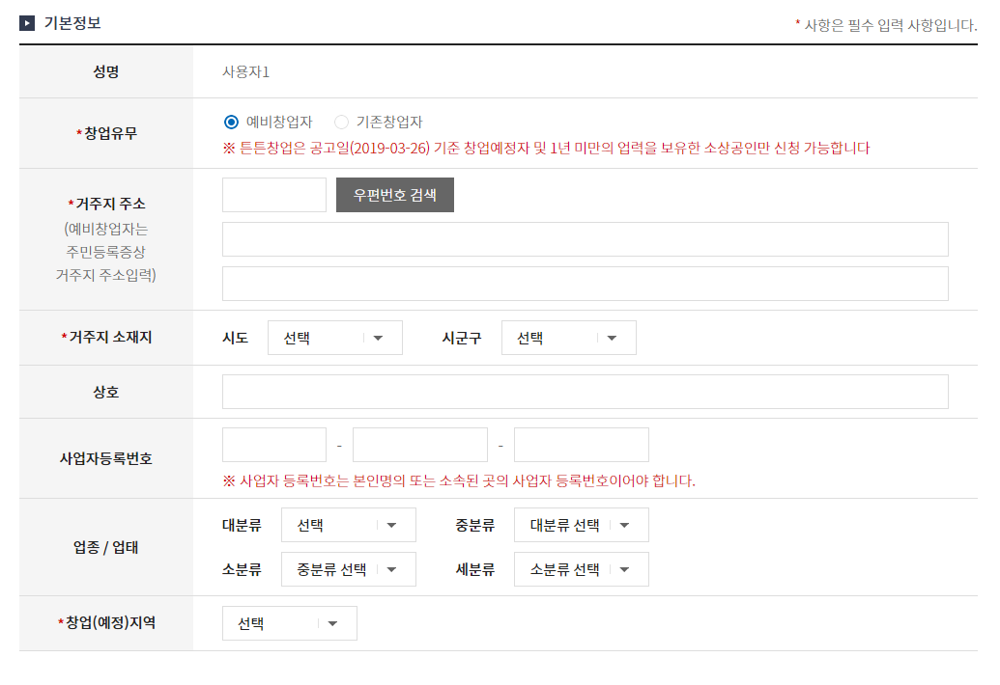 기본정보
* 사항은 필수 입력 사항입니다.
성명
사용자1
*창업유무
예비창업자 기존창업자
※ 튼튼창업은 공고일(2019-03-26) 기준 창업예정자 및 1년 미만의 업력을 보유한 소상공인만 신청 가능합니다
*거주지 주소
(예비창업자는
주민등록증상
거주지 주소입력)
우편번호 검색
*거주지 소재지
시도 선택 시군구 선택
상호
사업자등록번호
- -
※ 사업자 등록번호는 본인명의 또는 소속된 곳의 사업자 등록번호이어야 합니다.
업종 / 업태
대분류 선택 중분류 대분류 선택
소분류 중분류 선택 세분류 소분류 선택
*창업(예정)지역
선택